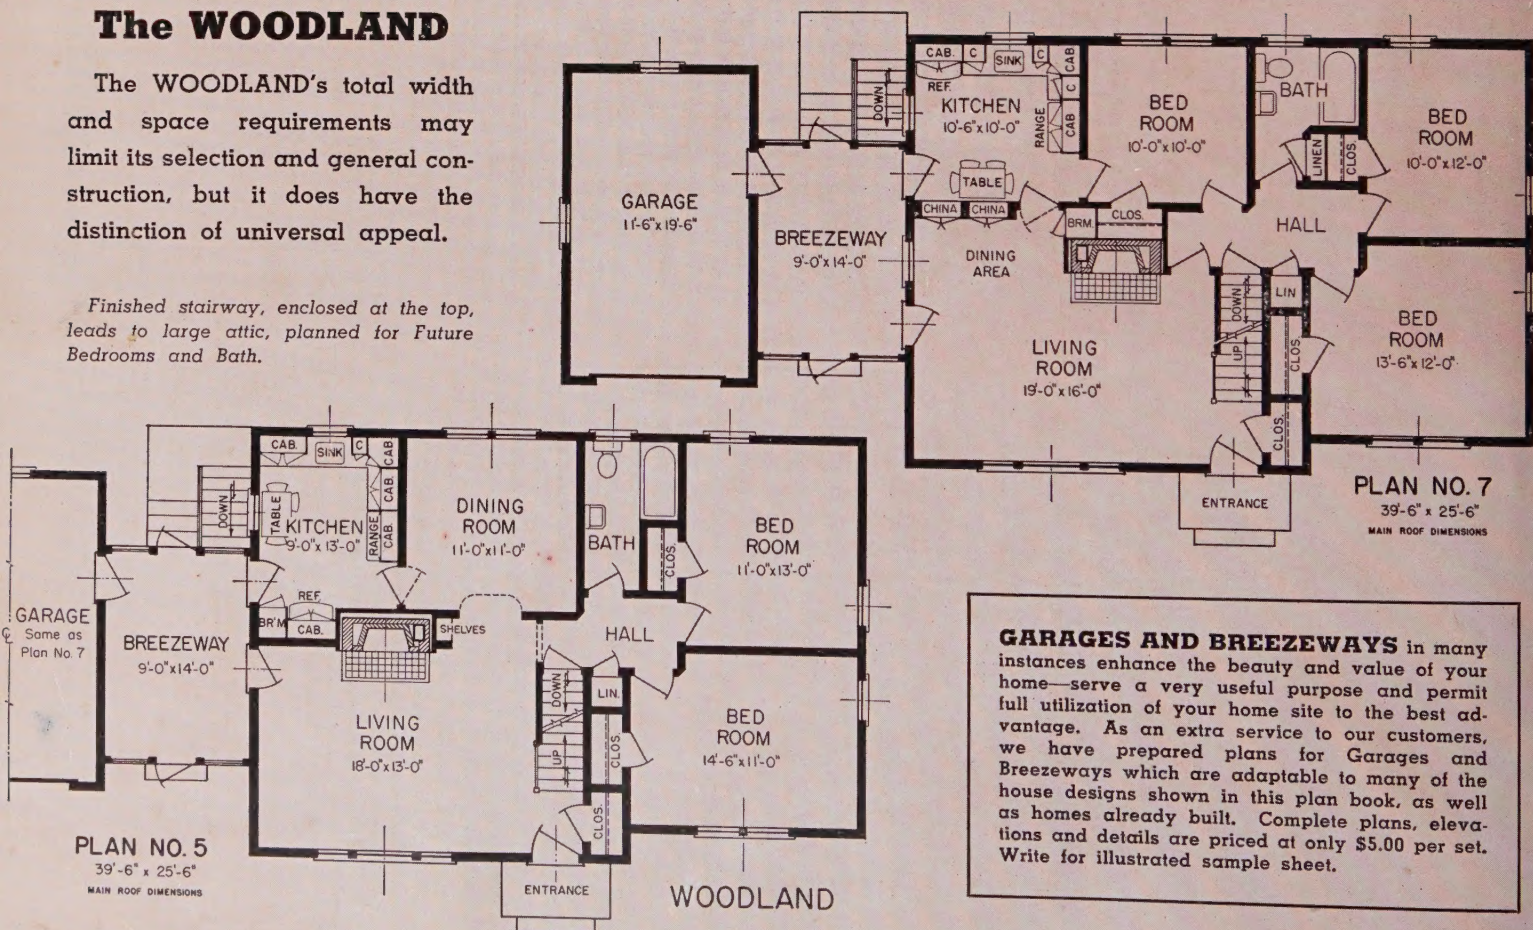 The WOODLAND
The WOODLAND's total width
and space requirements may
limit its selection and general con-
struction, but it does have the
distinction of universal appeal.
Finished stairway, enclosed at the top,
leads to large attic, planned for Future
Bedrooms and Bath.
GARAGE
11'-6"x19'-6"
BREEZEWAY
9'-0"x14'-0"
DOWN
CAB.
C
SINK
C
CAB.
C
REF.
KITCHEN
10'-6"x10'-0"
RANGE
CAB
TABLE
CHINA
CHINA
BED
ROOM
10'-0"x10'-0"
BRM.
CLOS.
DINING
AREA
BATH
LINEN
CLOS.
BED
ROOM
10'-0"x12'-0"
HALL
LIVING
ROOM
19'-0"x16'-0"
DOWN
UP
LIN
CLOS.
CLOS.
BED
ROOM
13'-6"x12'-0"
ENTRANCE
PLAN NO. 7
39'-6" x 25'-6"
MAIN ROOF DIMENSIONS
GARAGE
Same as
Plan No. 7
BREEZEWAY
9'-0"x14'-0"
DOWN
CAB.
SINK
C
CAB.
CAB.
TABLE
KITCHEN
9'-0"x13'-0"
RANGE
CAB.
REF.
BR'M
CAB.
DINING
ROOM
11'-0"x11'-0"
SHELVES
BATH
CLOS.
BED
ROOM
11'-0"x13'-0"
HALL
LIVING
ROOM
18'-0"x13'-0"
DOWN
UP
LIN.
CLOS.
CLOS.
BED
ROOM
14'-6"x11'-0"
ENTRANCE
PLAN NO. 5
39'-6" x 25'-6"
MAIN ROOF DIMENSIONS
WOODLAND
GARAGES AND BREEZEWAYS in many
instances enhance the beauty and value of your
home—serve a very useful purpose and permit
full utilization of your home site to the best ad-
vantage. As an extra service to our customers,
we have prepared plans for Garages and
Breezeways which are adaptable to many of the
house designs shown in this plan book, as well
as homes already built. Complete plans, eleva-
tions and details are priced at only $5.00 per set.
Write for illustrated sample sheet.